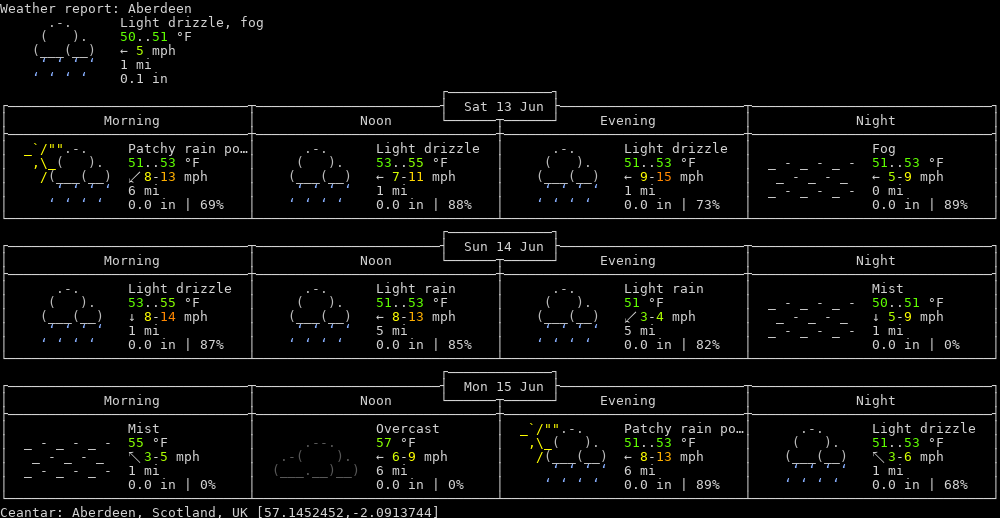 Weather report: Aberdeen
Light drizzle, fog
50..51 °F
← 5 mph
1 mi
0.1 in
Sat 13 Jun
Morning Noon Evening Night
Patchy rain po… Light drizzle Light drizzle Fog
51..53 °F 53..55 °F 51..53 °F 51..53 °F
↙ 8-13 mph ← 7-11 mph ← 9-15 mph ← 5-9 mph
6 mi 1 mi 1 mi 0 mi
0.0 in | 69% 0.0 in | 88% 0.0 in | 73% 0.0 in | 89%
Sun 14 Jun
Morning Noon Evening Night
Light drizzle Light rain Light rain Mist
53..55 °F 51..53 °F 51 °F 50..51 °F
↓ 8-14 mph ← 8-13 mph ↙ 3-4 mph ↓ 5-9 mph
1 mi 5 mi 5 mi 1 mi
0.0 in | 87% 0.0 in | 85% 0.0 in | 82% 0.0 in | 0%
Mon 15 Jun
Morning Noon Evening Night
Mist Overcast Patchy rain po… Light drizzle
55 °F 57 °F 51..53 °F 51..53 °F
↖ 3-5 mph ← 6-9 mph ← 8-13 mph ↖ 3-6 mph
1 mi 6 mi 6 mi 1 mi
0.0 in | 0% 0.0 in | 0% 0.0 in | 89% 0.0 in | 68%
Ceantar: Aberdeen, Scotland, UK [57.1452452,-2.0913744]